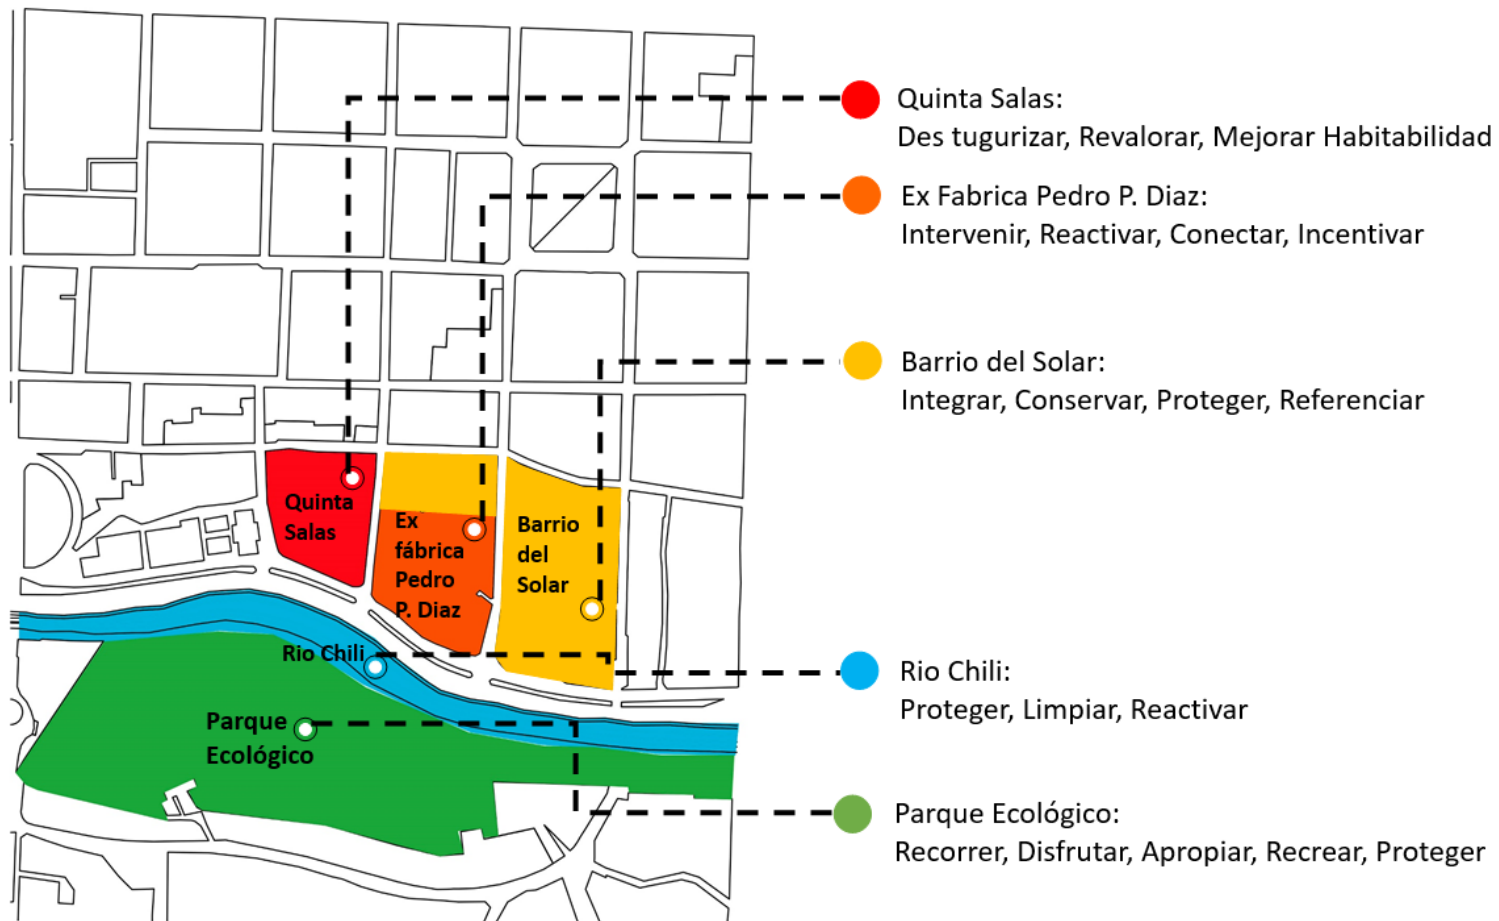 Quinta Salas:
Des tugurizar, Revalorar, Mejorar Habitabilidad
Ex Fabrica Pedro P. Diaz:
Intervenir, Reactivar, Conectar, Incentivar
Barrio del Solar:
Integrar, Conservar, Proteger, Referenciar
Quinta
Salas
Ex
fábrica
Pedro
P. Diaz
Barrio
del
Solar
Rio Chili
Rio Chili:
Proteger, Limpiar, Reactivar
Parque
Ecológico
Parque Ecológico:
Recorrer, Disfrutar, Apropiar, Recrear, Proteger